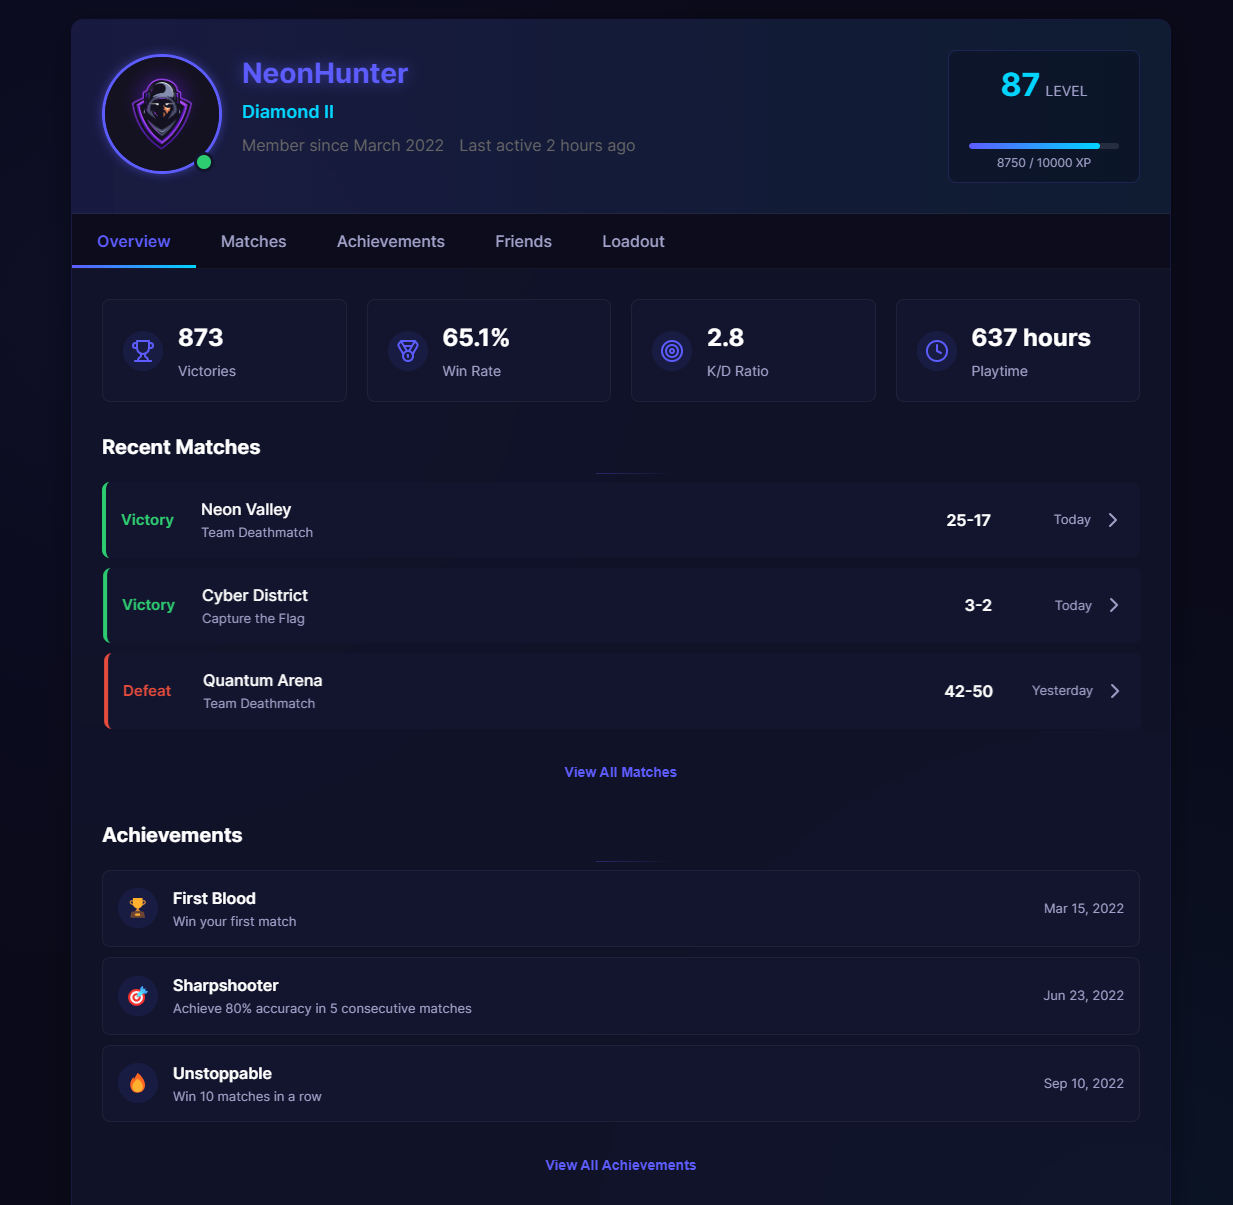 NeonHunter
Diamond II
Member since March 2022 Last active 2 hours ago
87 LEVEL
8750 / 10000 XP
Overview Matches Achievements Friends Loadout
873
Victories
65.1%
Win Rate
2.8
K/D Ratio
637 hours
Playtime
Recent Matches
Victory
Neon Valley
Team Deathmatch
25-17
Today
Victory
Cyber District
Capture the Flag
3-2
Today
Defeat
Quantum Arena
Team Deathmatch
42-50
Yesterday
View All Matches
Achievements
First Blood
Win your first match
Mar 15, 2022
Sharpshooter
Achieve 80% accuracy in 5 consecutive matches
Jun 23, 2022
Unstoppable
Win 10 matches in a row
Sep 10, 2022
View All Achievements